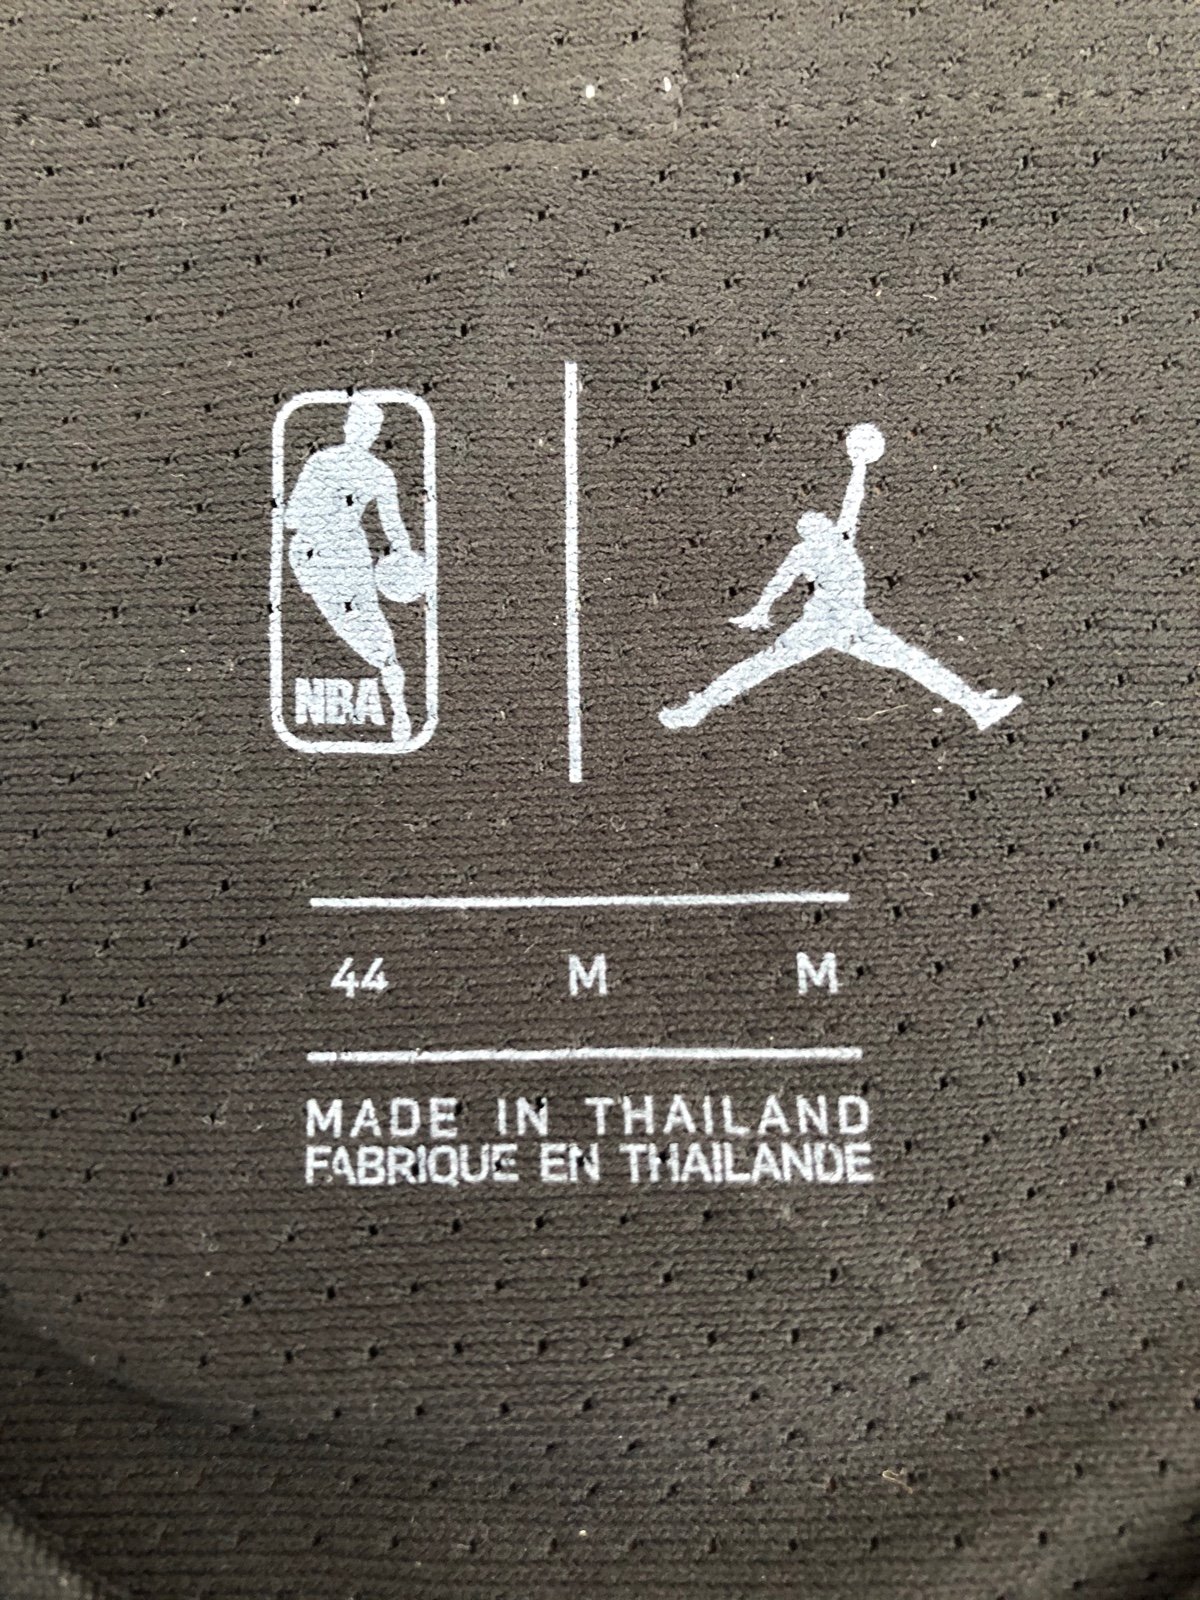 NBA
44 M M
MADE IN THAILAND
FABRIQUE EN THAILANDE